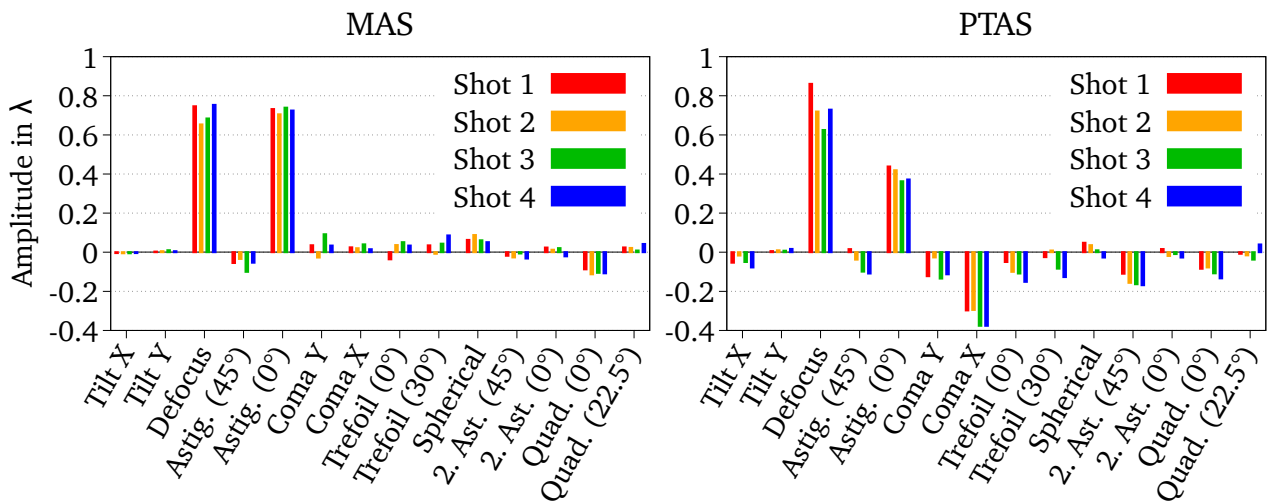 MAS
Amplitude in λ
1
0.8
0.6
0.4
0.2
0
-0.2
-0.4
Shot 1
Shot 2
Shot 3
Shot 4
Tilt X
Tilt Y
Defocus
Astig. (45°)
Astig. (0°)
Coma Y
Coma X
Trefoil (0°)
Trefoil (30°)
Spherical
2. Ast. (45°)
2. Ast. (0°)
Quad. (0°)
Quad. (22.5°)
PTAS
1
0.8
0.6
0.4
0.2
0
-0.2
-0.4
Shot 1
Shot 2
Shot 3
Shot 4
Tilt X
Tilt Y
Defocus
Astig. (45°)
Astig. (0°)
Coma Y
Coma X
Trefoil (0°)
Trefoil (30°)
Spherical
2. Ast. (45°)
2. Ast. (0°)
Quad. (0°)
Quad. (22.5°)